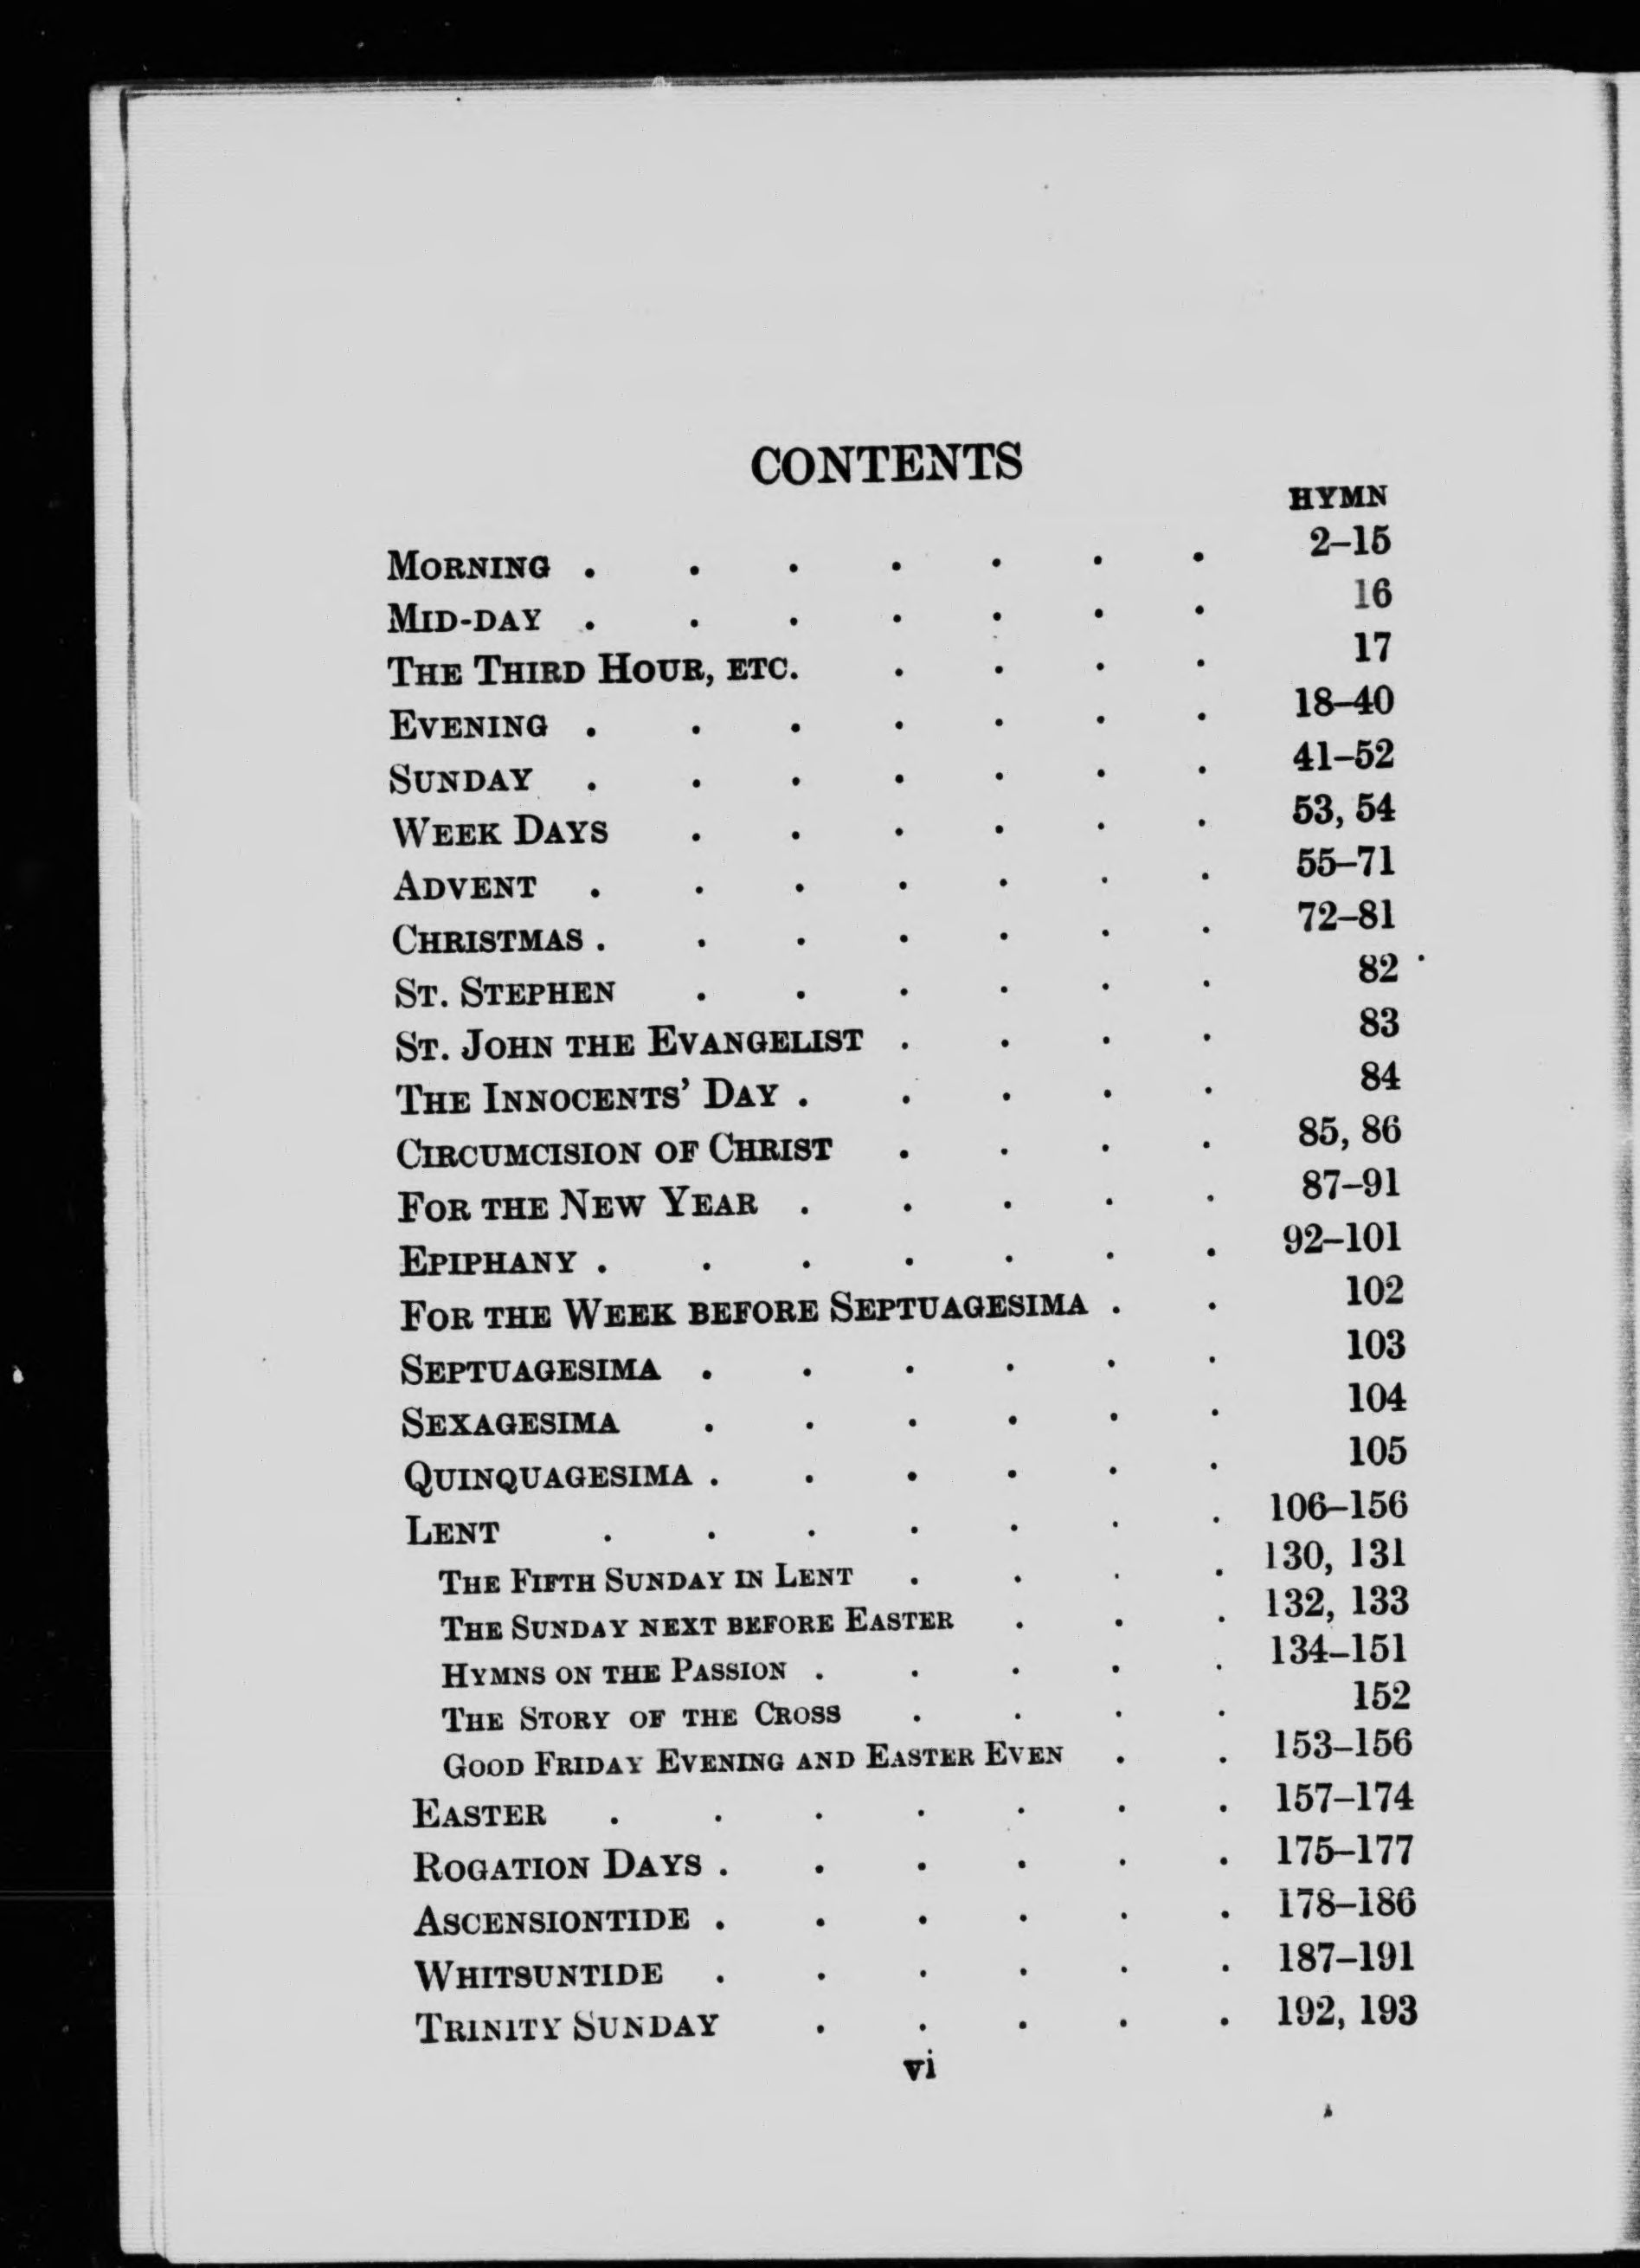 CONTENTS
HYMN
MORNING . . . . . . . 2–15
MID-DAY . . . . . . . 16
THE THIRD HOUR, ETC. . . . . 17
EVENING . . . . . . . 18–40
SUNDAY . . . . . . . 41–52
WEEK DAYS . . . . . . 53, 54
ADVENT . . . . . . . 55–71
CHRISTMAS . . . . . . . 72–81
ST. STEPHEN . . . . . . 82
ST. JOHN THE EVANGELIST . . . . 83
THE INNOCENTS' DAY . . . . . 84
CIRCUMCISION OF CHRIST . . . . 85, 86
FOR THE NEW YEAR . . . . . 87–91
EPIPHANY . . . . . . . 92–101
FOR THE WEEK BEFORE SEPTUAGESIMA . . 102
SEPTUAGESIMA . . . . . . 103
SEXAGESIMA . . . . . . 104
QUINQUAGESIMA . . . . . . 105
LENT . . . . . . . 106–156
THE FIFTH SUNDAY IN LENT . . . . 130, 131
THE SUNDAY NEXT BEFORE EASTER . . . 132, 133
HYMNS ON THE PASSION . . . . . 134–151
THE STORY OF THE CROSS . . . . 152
GOOD FRIDAY EVENING AND EASTER EVEN . . 153–156
EASTER . . . . . . . 157–174
ROGATION DAYS . . . . . . 175–177
ASCENSIONTIDE . . . . . . 178–186
WHITSUNTIDE . . . . . . 187–191
TRINITY SUNDAY . . . . . 192, 193
vi